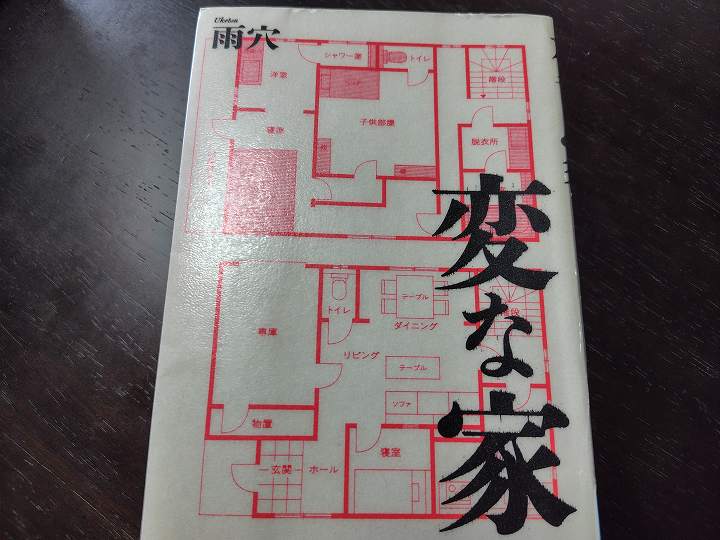 Uketsu
雨穴
変な家
シャワー室
トイレ
洋室
寝室
子供部屋
階段
脱衣所
車庫
トイレ
テーブル
ダイニング
リビング
テーブル
ソファ
物置
玄関
ホール
寝室